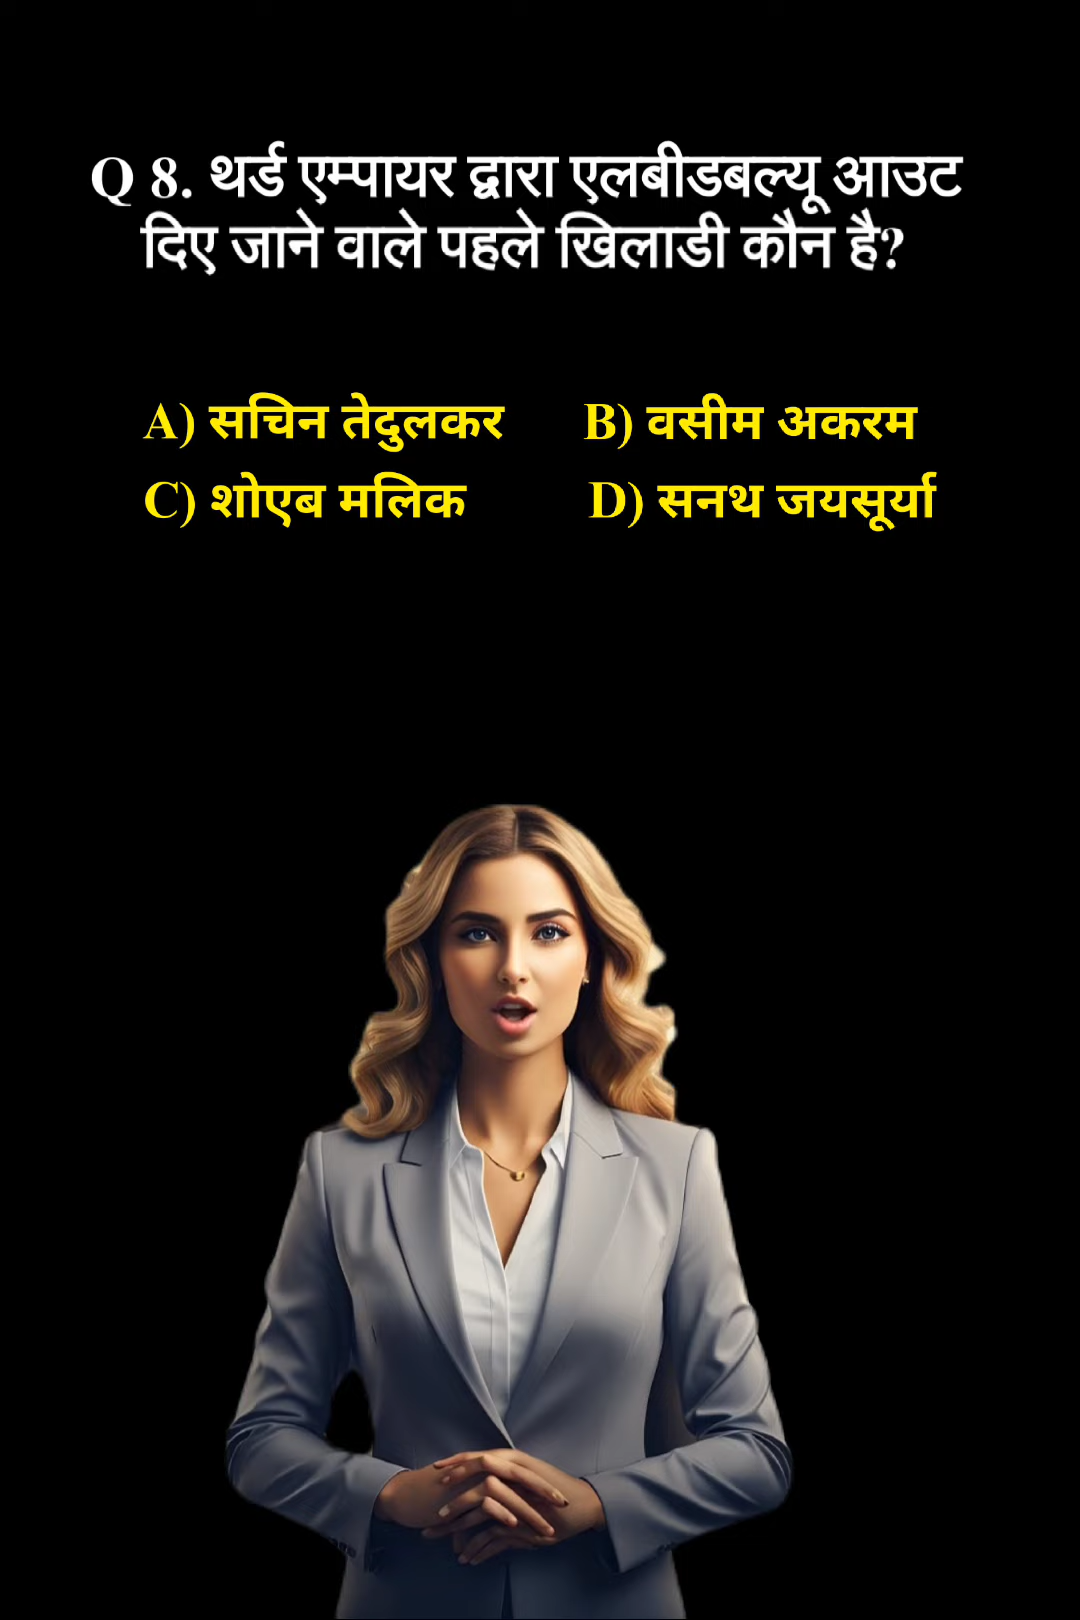 Q 8. थर्ड एम्पायर द्वारा एलबीडबल्यू आउट
दिए जाने वाले पहले खिलाडी कौन है?
A) सचिन तेदुलकर B) वसीम अकरम
C) शोएब मलिक D) सनथ जयसूर्या